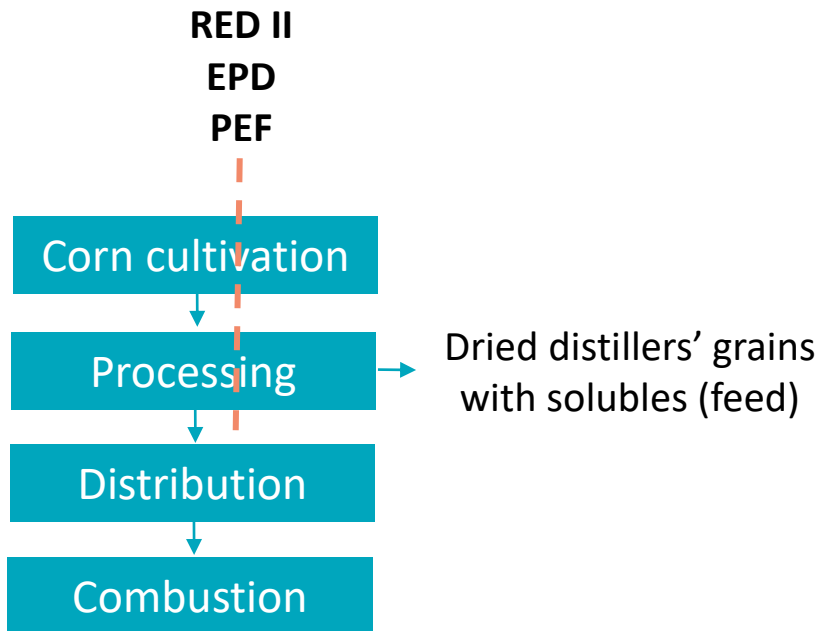 RED II
EPD
PEF
Corn cultivation
Processing
Dried distillers’ grains
with solubles (feed)
Distribution
Combustion